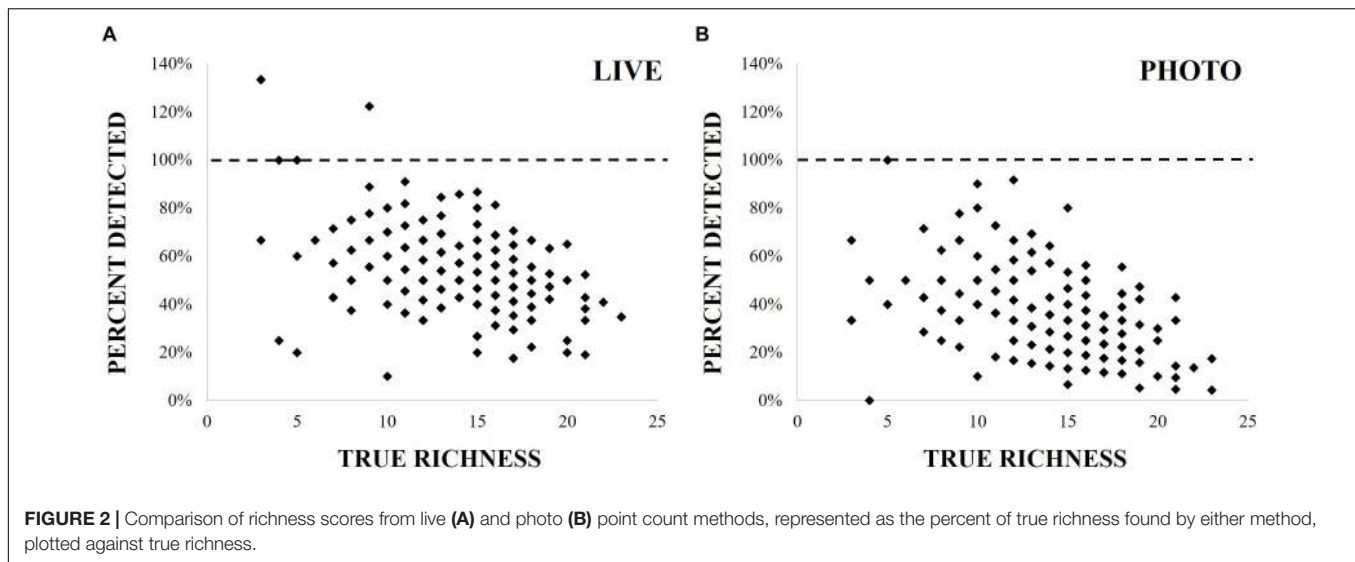 A
B
LIVE
PHOTO
PERCENT DETECTED
140%
120%
100%
80%
60%
40%
20%
0%
0 5 10 15 20 25
TRUE RICHNESS
PERCENT DETECTED
140%
120%
100%
80%
60%
40%
20%
0%
0 5 10 15 20 25
TRUE RICHNESS
FIGURE 2 | Comparison of richness scores from live (A) and photo (B) point count methods, represented as the percent of true richness found by either method,
plotted against true richness.